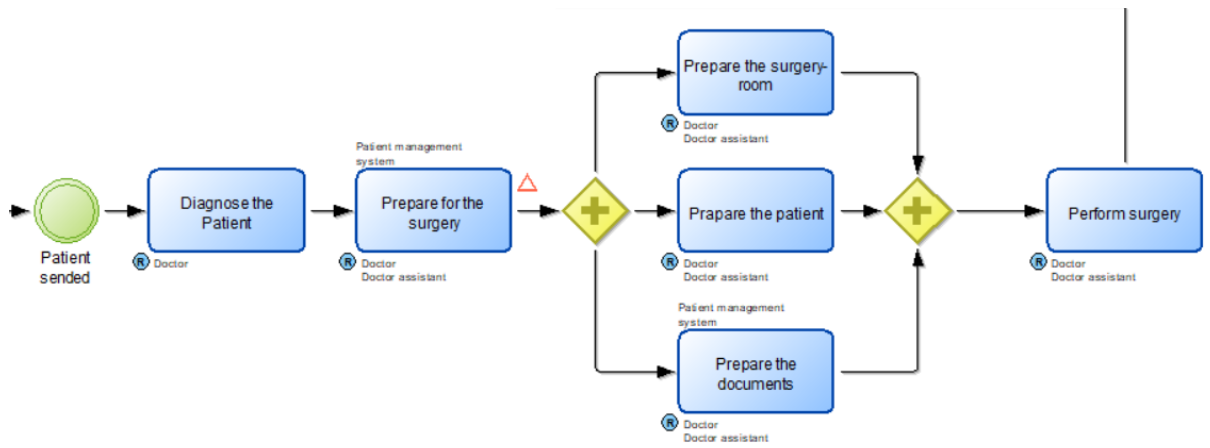 Prepare the surgery-
room
R Doctor
Doctor assistant
Patient management
system
Patient
sended
Diagnose the
Patient
R Doctor
Prepare for the
surgery
R Doctor
Doctor assistant
Prapare the patient
R Doctor
Doctor assistant
Perform surgery
R Doctor
Doctor assistant
Patient management
system
Prepare the
documents
R Doctor
Doctor assistant